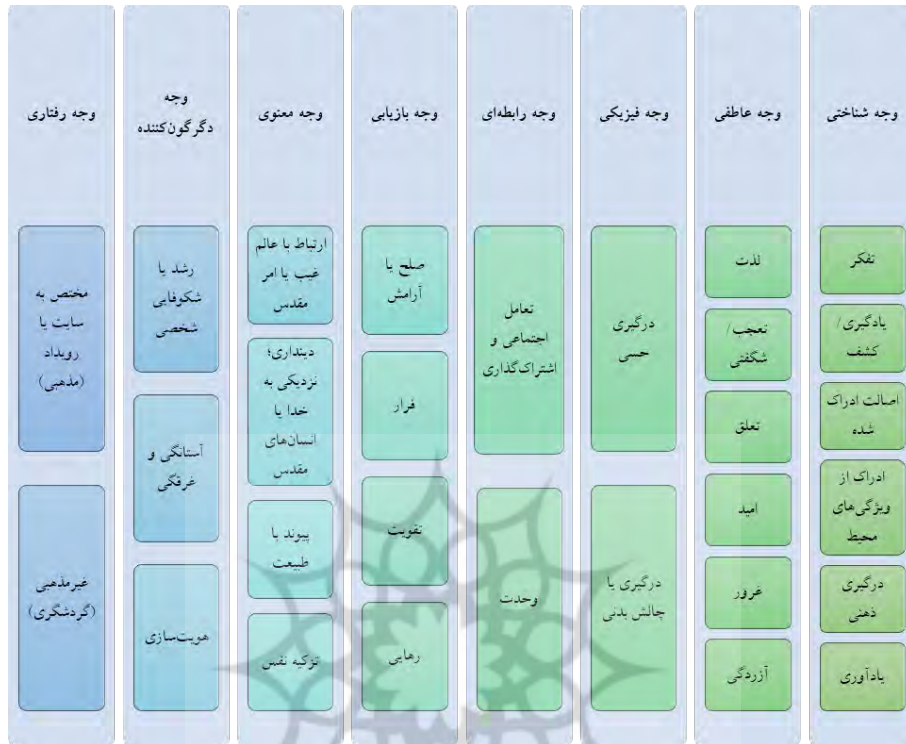 وجه شناختی
تفکر
یادگیری/
کشف
اصالت ادراک
شده
ادراک از
ویژگی‌های
محیط
درگیری
ذهنی
یادآوری
وجه عاطفی
لذت
تعجب/
شگفتی
تعلق
امید
غرور
آزردگی
وجه فیزیکی
درگیری
حسی
درگیری یا
چالش بدنی
وجه رابطه‌ای
تعامل
اجتماعی و
اشتراک‌گذاری
وحدت
وجه بازیابی
صلح یا
آرامش
فرار
تقویت
رهایی
وجه معنوی
ارتباط با عالم
غیب یا امر
مقدس
دینداری؛
نزدیکی به
خدا یا
انسان‌های
مقدس
پیوند با
طبیعت
تزکیه نفس
وجه
دگرگون‌کننده
رشد یا
شکوفایی
شخصی
آستانگی و
غرقگی
هویت‌سازی
وجه رفتاری
مختص به
سایت یا
رویداد
(مذهبی)
غیرمذهبی
(گردشگری)